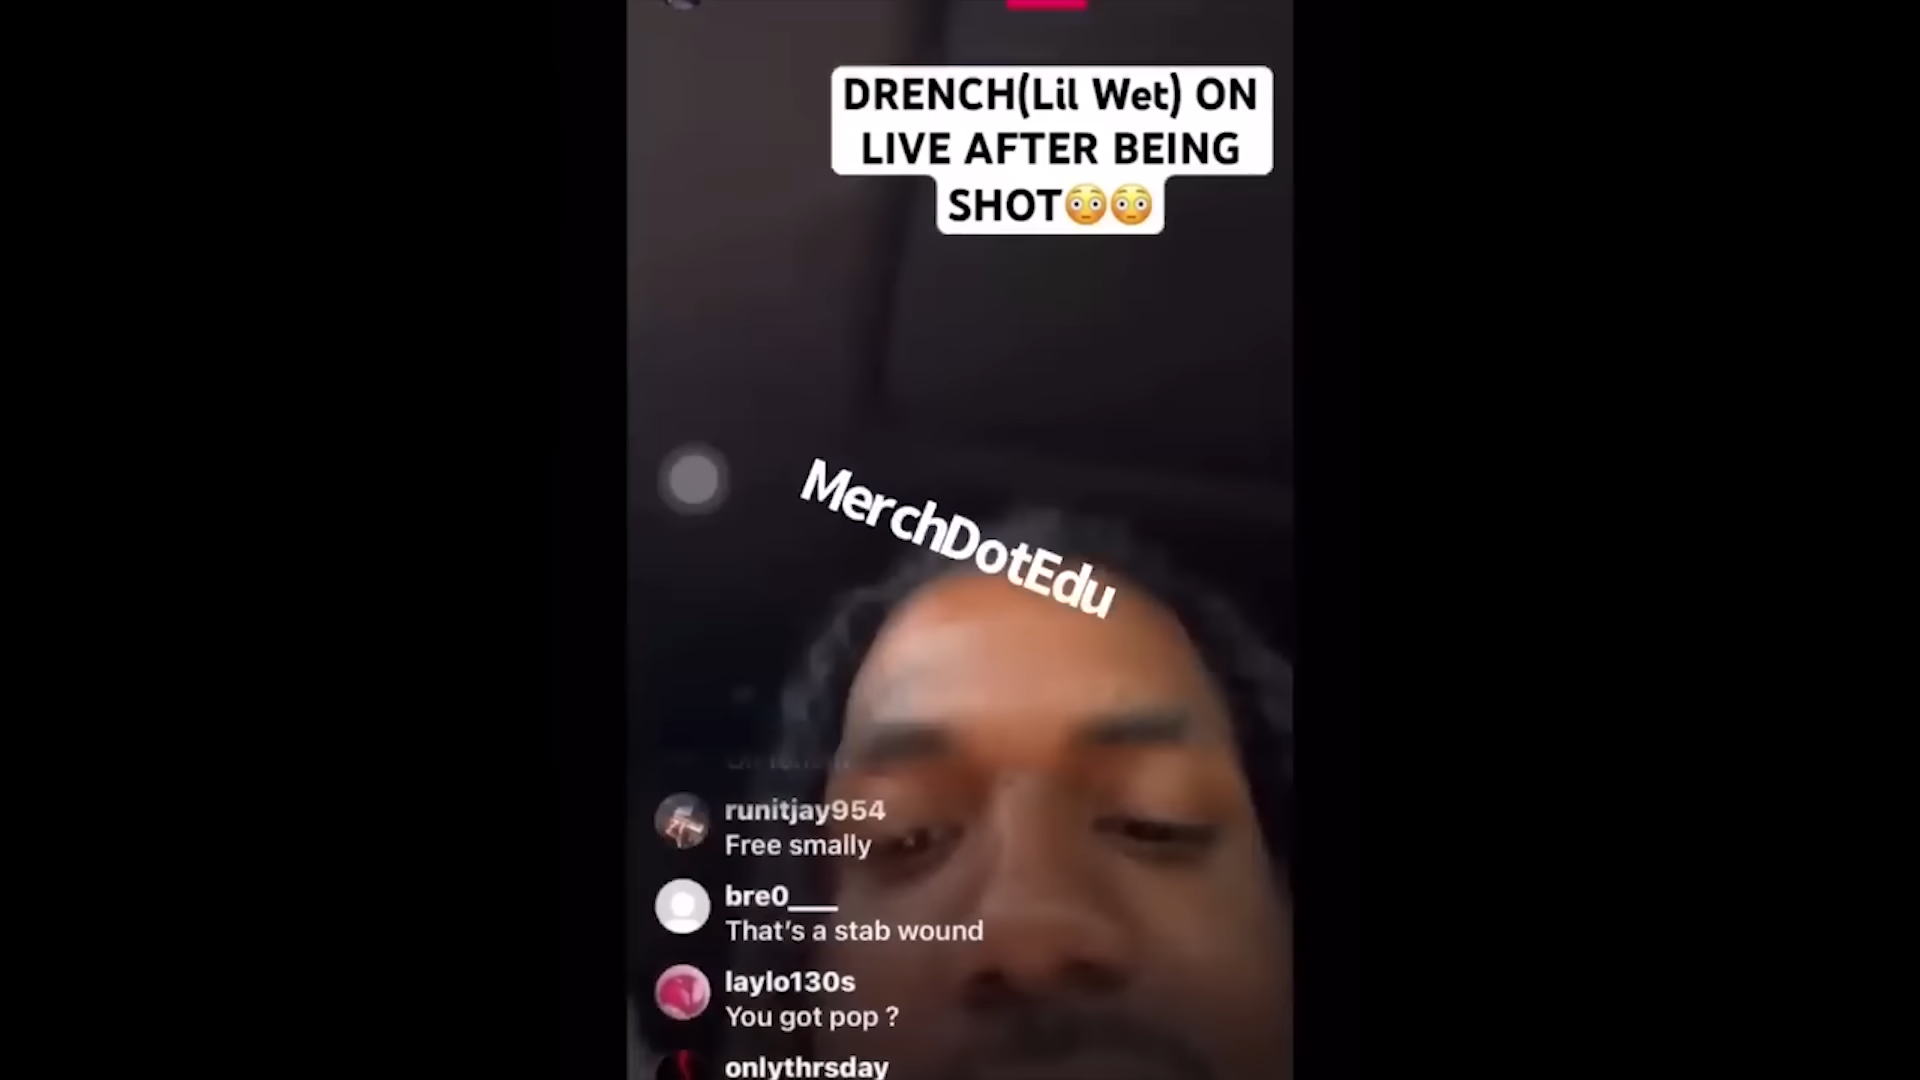 DRENCH(Lil Wet) ON
LIVE AFTER BEING
SHOT😳😳
MerchDotEdu
runitjay954
Free smally
bre0____
That's a stab wound
laylo130s
You got pop ?
onlythrsday